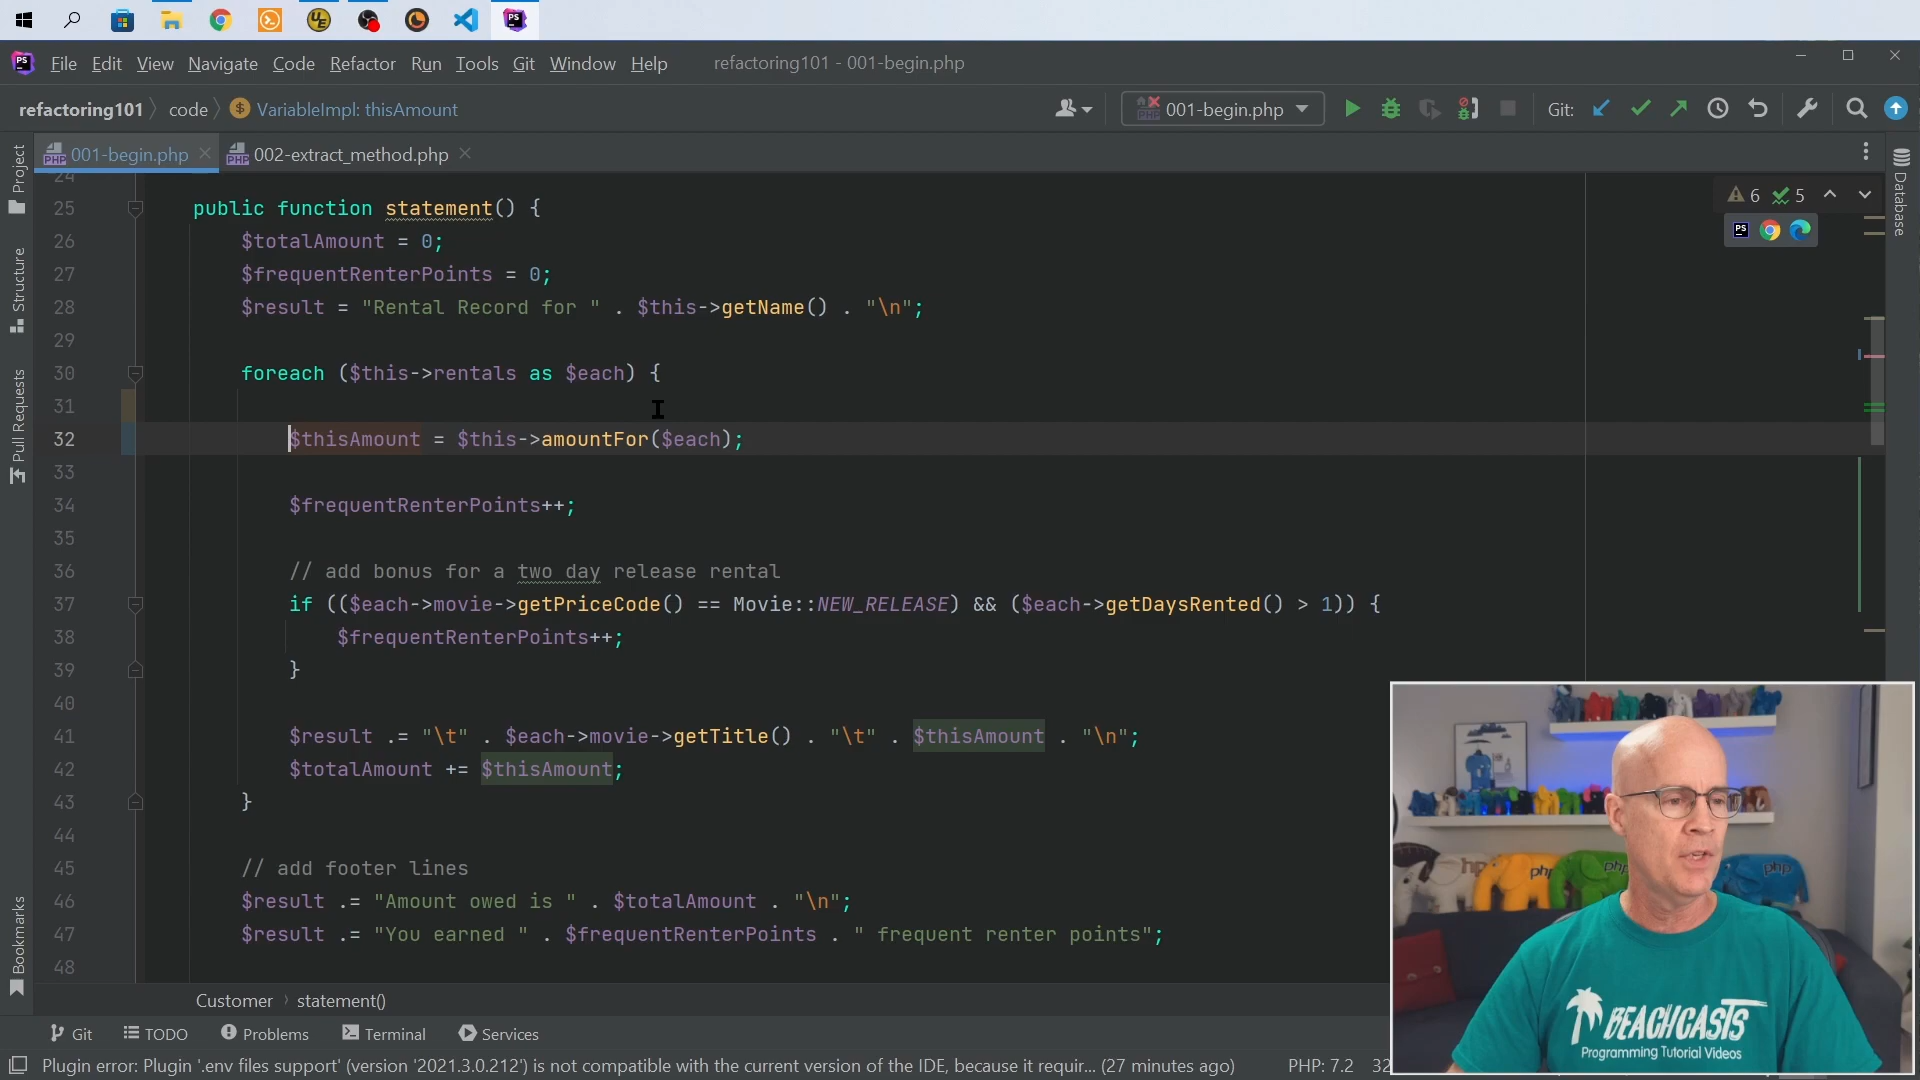 File Edit View Navigate Code Refactor Run Tools Git Window Help refactoring101 - 001-begin.php
refactoring101 code VariableImpl: thisAmount 001-begin.php Git:
001-begin.php 002-extract_method.php
Project
Structure
Pull Requests
Bookmarks
Database
6 5
24
25 public function statement() {
26 $totalAmount = 0;
27 $frequentRenterPoints = 0;
28 $result = "Rental Record for " . $this->getName() . "\n";
29
30 foreach ($this->rentals as $each) {
31
32 $thisAmount = $this->amountFor($each);
33
34 $frequentRenterPoints++;
35
36 // add bonus for a two day release rental
37 if (($each->movie->getPriceCode() == Movie::NEW_RELEASE) && ($each->getDaysRented() > 1)) {
38 $frequentRenterPoints++;
39 }
40
41 $result .= "\t" . $each->movie->getTitle() . "\t" . $thisAmount . "\n";
42 $totalAmount += $thisAmount;
43 }
44
45 // add footer lines
46 $result .= "Amount owed is " . $totalAmount . "\n";
47 $result .= "You earned " . $frequentRenterPoints . " frequent renter points";
48
Customer statement()
Git TODO Problems Terminal Services
Plugin error: Plugin '.env files support' (version '2021.3.0.212') is not compatible with the current version of the IDE, because it requir... (27 minutes ago) PHP: 7.2 32
php
php
php
BEACHCASTS
Programming Tutorial Videos